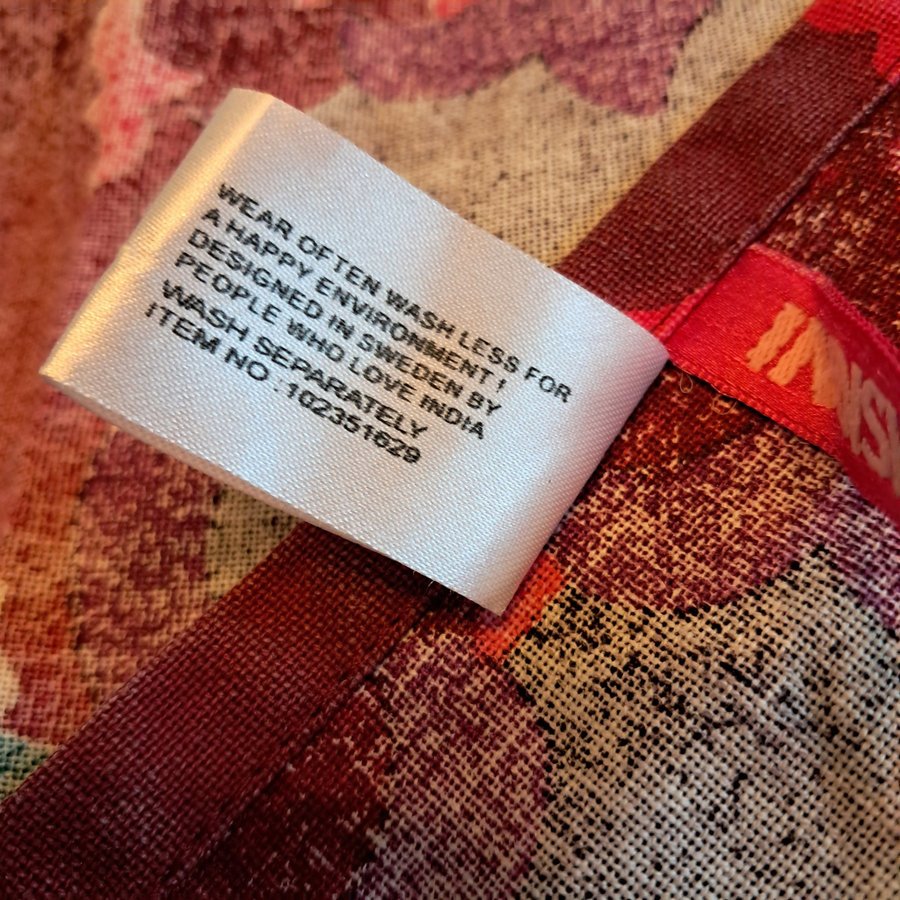 WEAR OFTEN WASH LESS FOR
A HAPPY ENVIRONMENT !
DESIGNED IN SWEDEN BY
PEOPLE WHO LOVE INDIA
WASH SEPARATELY
ITEM NO : 102351629